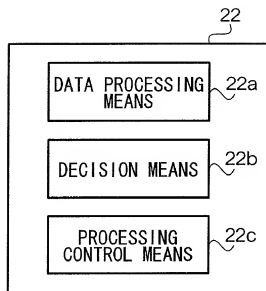 22
DATA PROCESSING
MEANS
22a
DECISION MEANS
22b
PROCESSING
CONTROL MEANS
22c